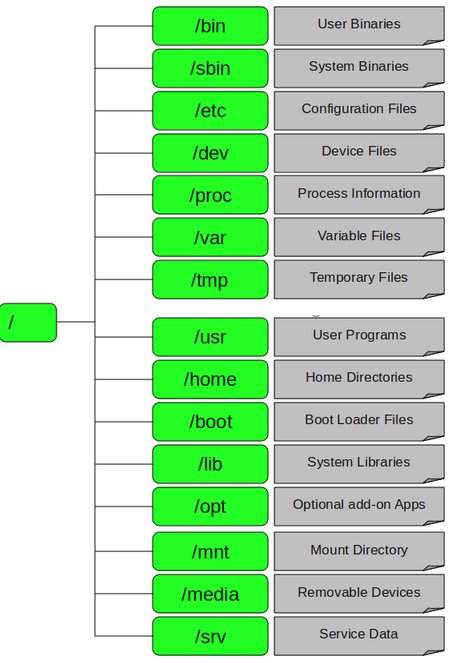 /bin
User Binaries
/sbin
System Binaries
/etc
Configuration Files
/dev
Device Files
/proc
Process Information
/var
Variable Files
/tmp
Temporary Files
/
/usr
User Programs
/home
Home Directories
/boot
Boot Loader Files
/lib
System Libraries
/opt
Optional add-on Apps
/mnt
Mount Directory
/media
Removable Devices
/srv
Service Data